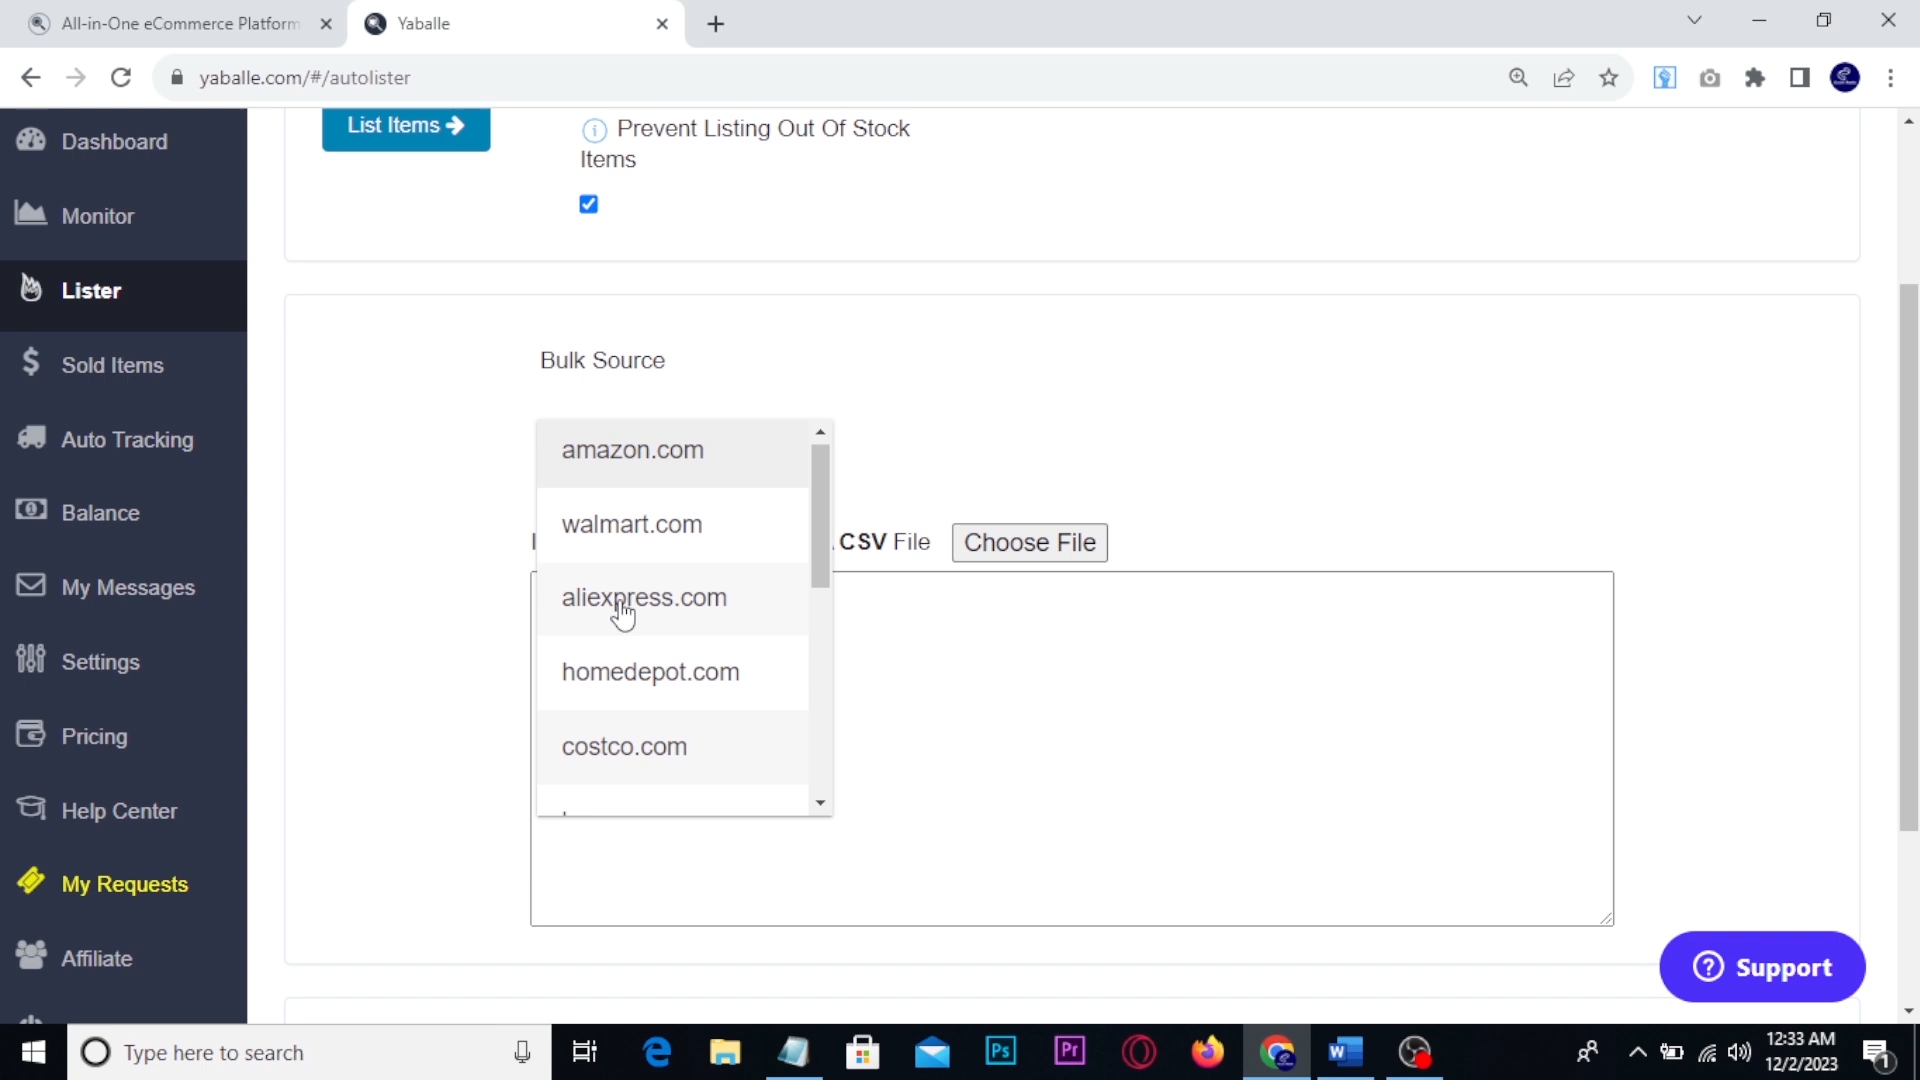 All-in-One eCommerce Platform
Yaballe
yaballe.com/#/autolister
Dashboard
Monitor
Lister
Sold Items
Auto Tracking
Balance
My Messages
Settings
Pricing
Help Center
My Requests
Affiliate
List Items
Prevent Listing Out Of Stock
Items
Bulk Source
amazon.com
walmart.com
aliexpress.com
homedepot.com
costco.com
CSV File
Choose File
Support
Type here to search
Ps
Pr
12:33 AM
12/2/2023
1